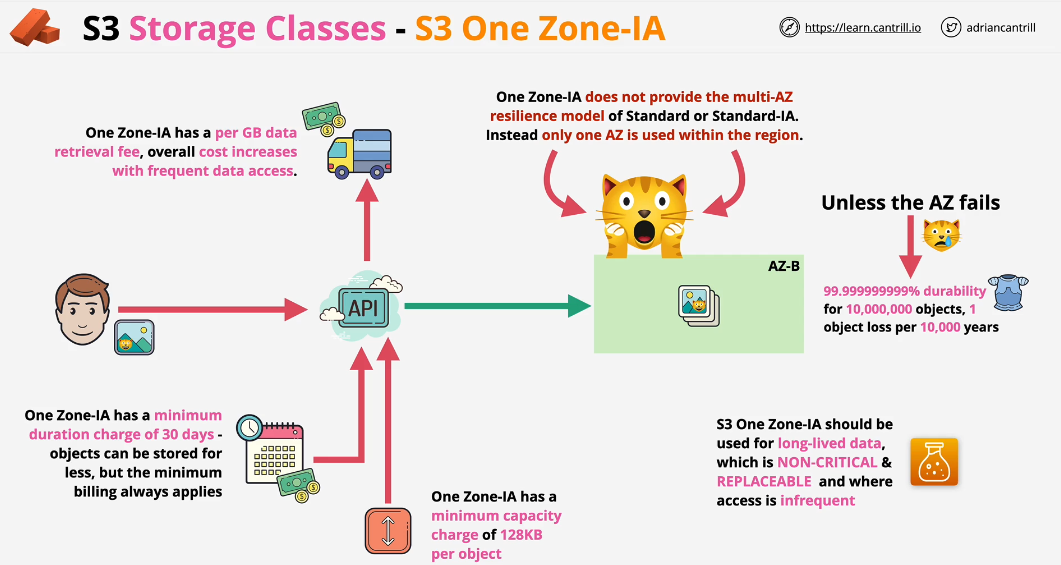 S3 Storage Classes - S3 One Zone-IA
https://learn.cantrill.io
adriancantrill
One Zone-IA has a per GB data
retrieval fee, overall cost increases
with frequent data access.
One Zone-IA does not provide the multi-AZ
resilience model of Standard or Standard-IA.
Instead only one AZ is used within the region.
Unless the AZ fails
99.999999999% durability
for 10,000,000 objects, 1
object loss per 10,000 years
AZ-B
API
One Zone-IA has a minimum
duration charge of 30 days -
objects can be stored for
less, but the minimum
billing always applies
One Zone-IA has a
minimum capacity
charge of 128KB
per object
S3 One Zone-IA should be
used for long-lived data,
which is NON-CRITICAL &
REPLACEABLE and where
access is infrequent